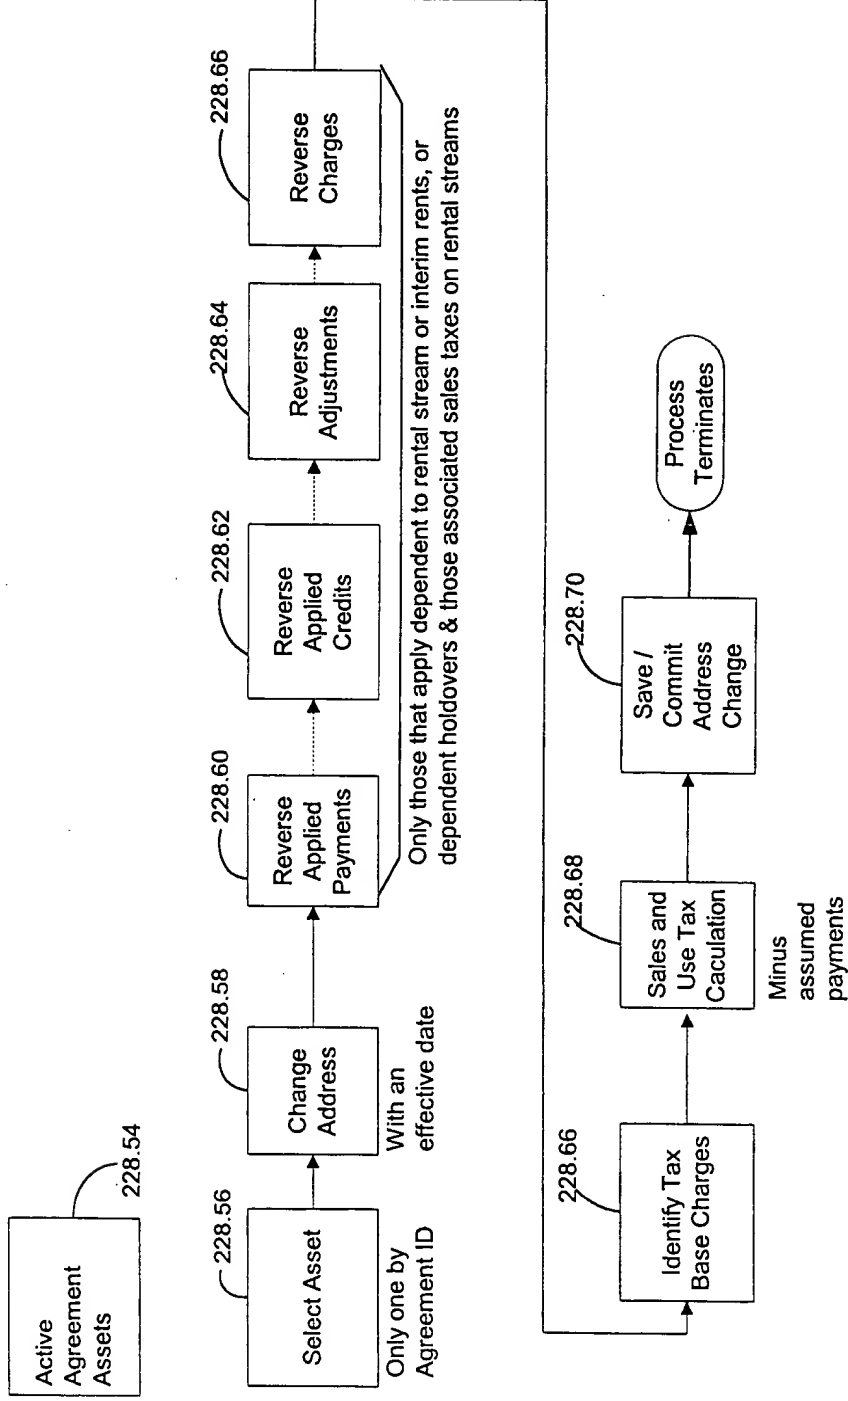 Active
Agreement
Assets
228.54
228.56
Select Asset
Only one by
Agreement ID
228.58
Change
Address
With an
effective date
228.60
Reverse
Applied
Payments
228.62
Reverse
Applied
Credits
228.64
Reverse
Adjustments
228.66
Reverse
Charges
Only those that apply dependent to rental stream or interim rents, or
dependent holdovers & those associated sales taxes on rental streams
228.66
Identify Tax
Base Charges
228.68
Sales and
Use Tax
Caculation
Minus
assumed
payments
228.70
Save /
Commit
Address
Change
Process
Terminates